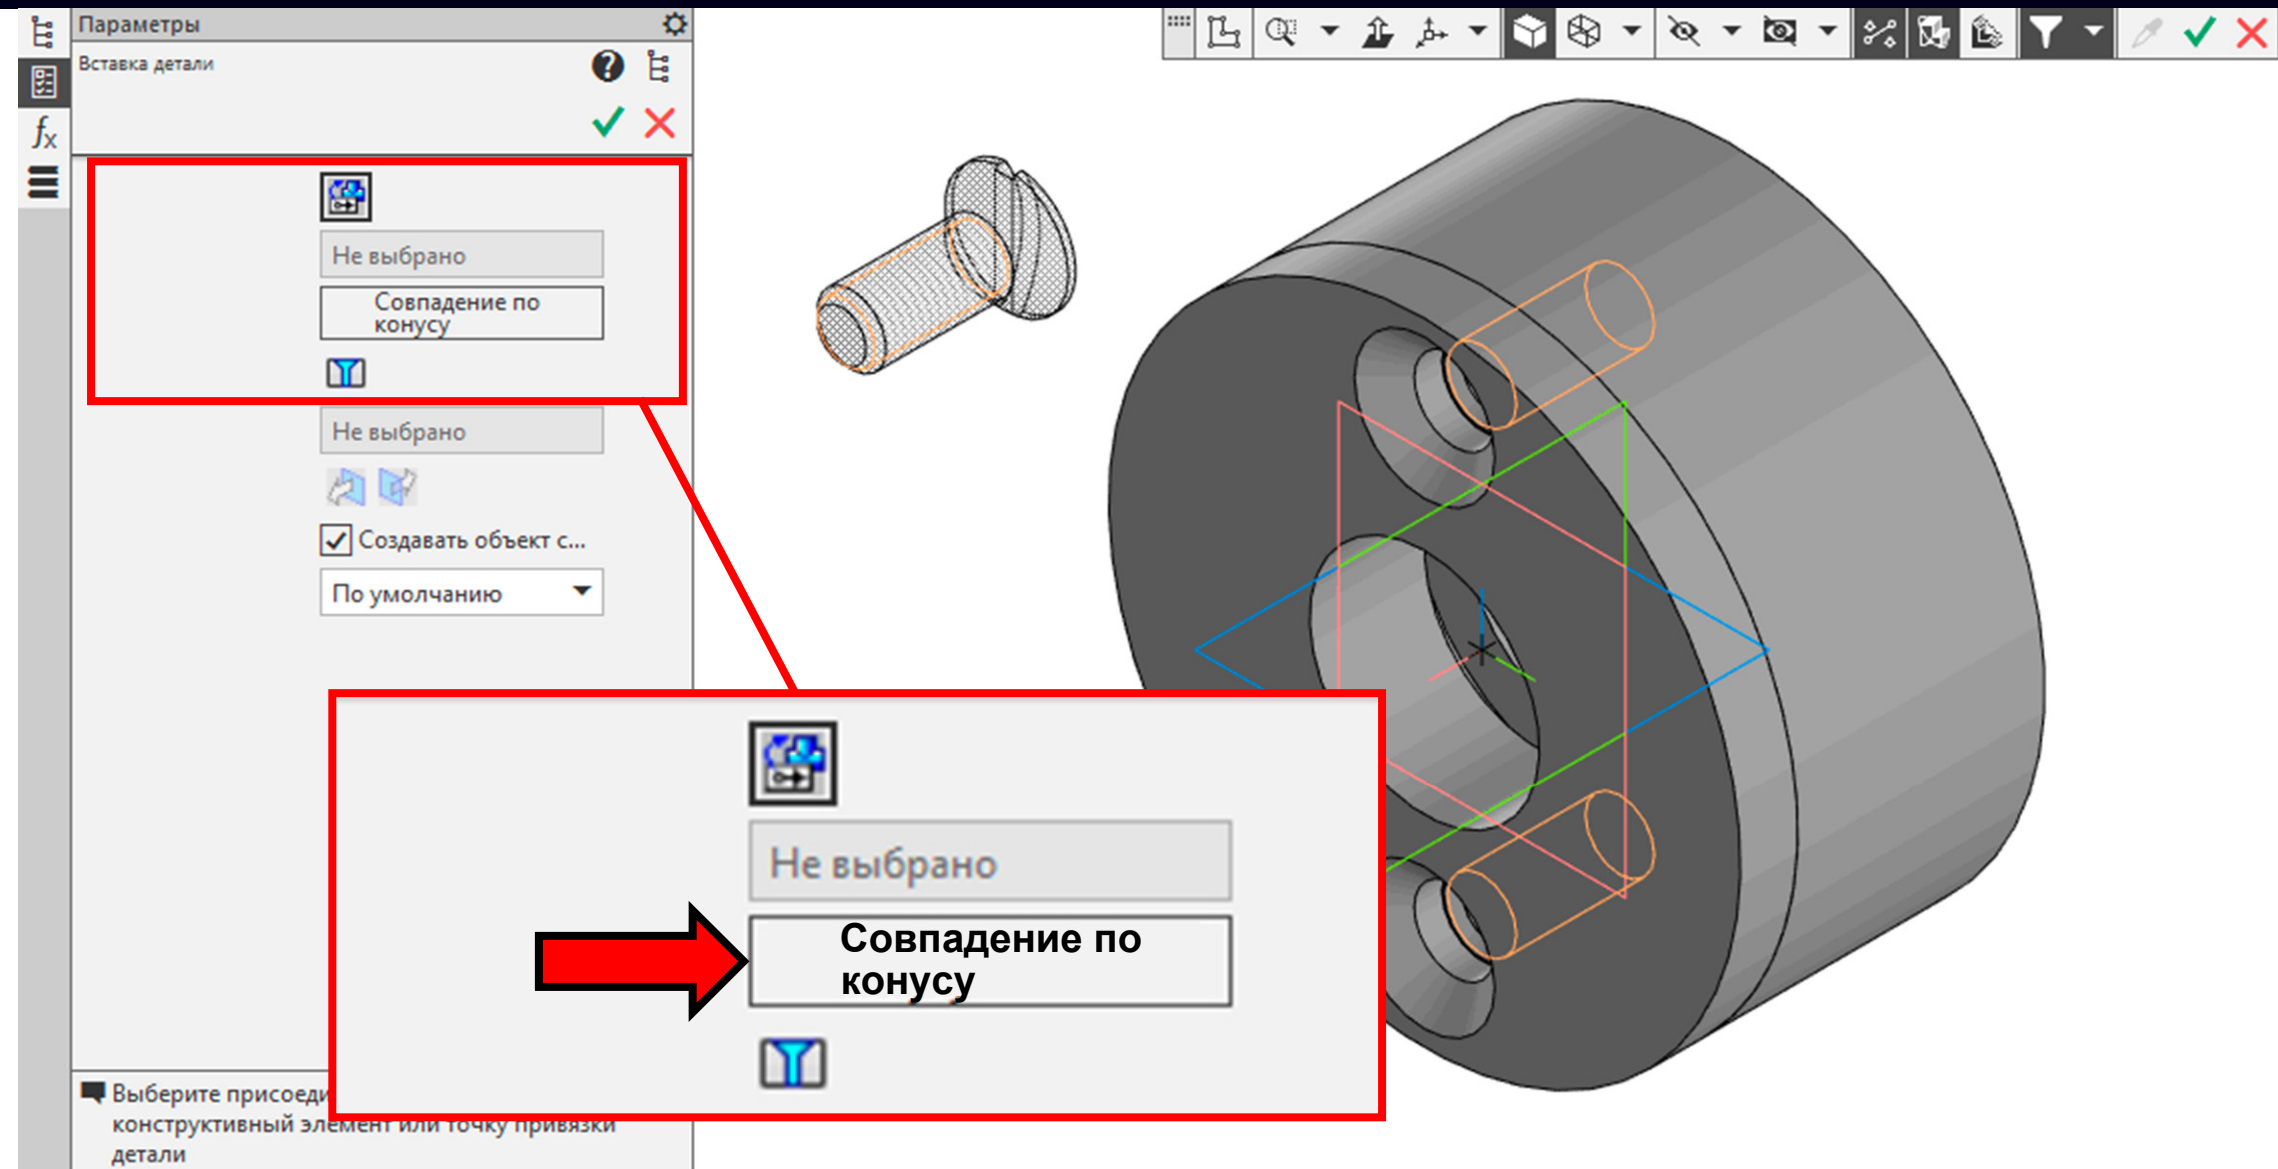 Параметры
Вставка детали
fx
Не выбрано
Совпадение по
конусу
Не выбрано
Создавать объект с...
По умолчанию
Не выбрано
Совпадение по
конусу
Выберите присоеди
конструктивный элемент или точку привязки
детали